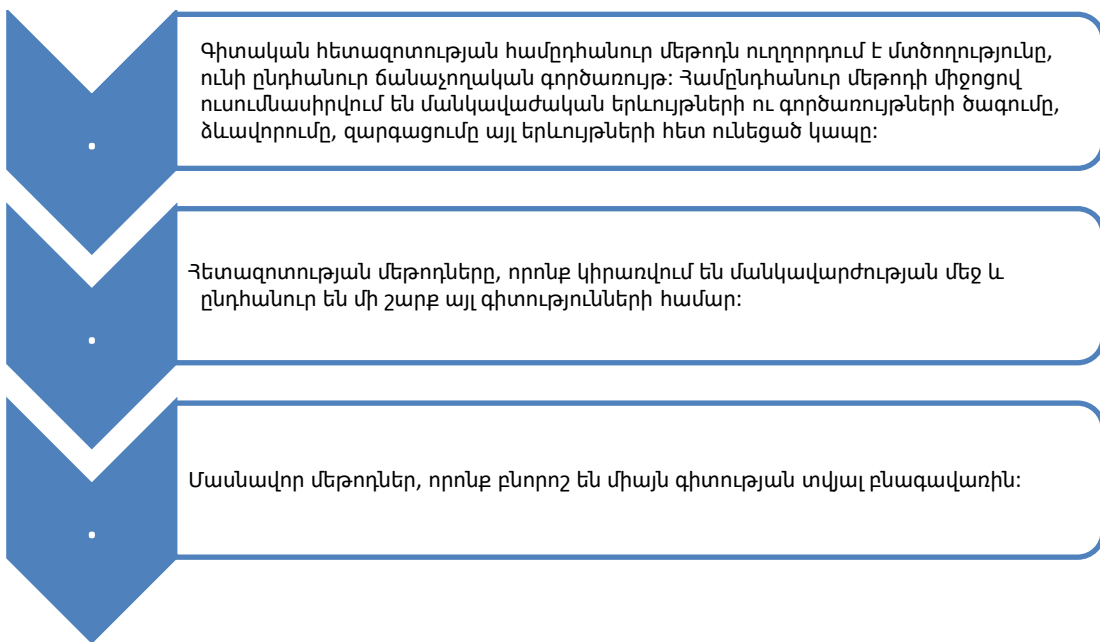 Գիտական հետազոտության համըդհանուր մեթոդն ուղղորդում է մտծողությունը,
ունի ընդհանուր ճանաչողական գործառույթ: Համընդհանուր մեթոդի միջոցով
ուսումնասիրվում են մանկավաժական երևույթների ու գործառույթների ծագումը,
ձևավորումը, զարգացումը այլ երևույթների հետ ունեցած կապը:
Հետազոտության մեթոդները, որոնք կիրառվում են մանկավարժության մեջ և
ընդհանուր են մի շարք այլ գիտությունների համար:
Մասնավոր մեթոդներ, որոնք բնորոշ են միայն գիտության տվյալ բնագավառին: